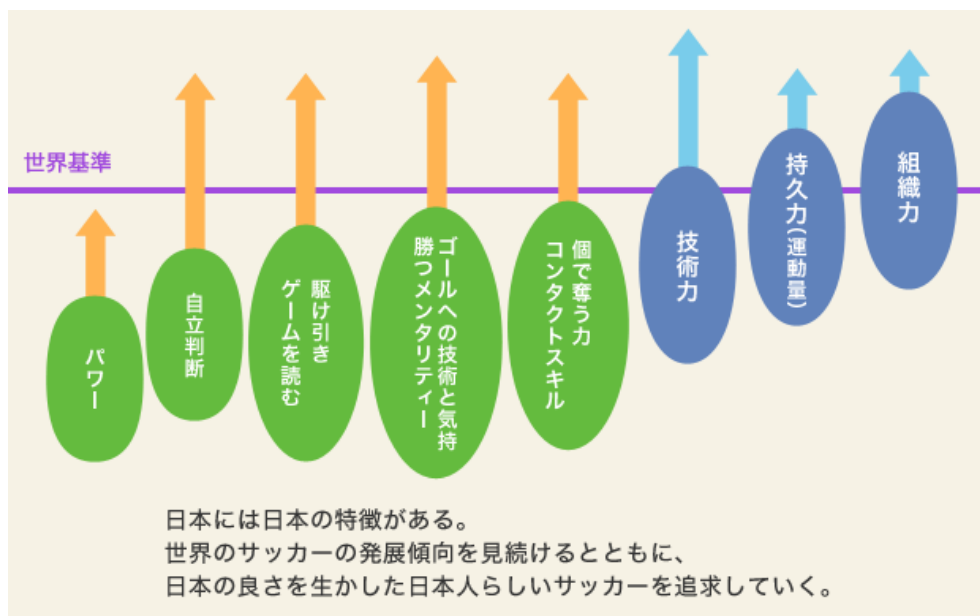 世界基準
パワー
自立判断
駆け引き
ゲームを読む
ゴールへの技術と気持
勝つメンタリティー
個で奪う力
コンタクトスキル
技術力
持久力(運動量)
組織力
日本には日本の特徴がある。
世界のサッカーの発展傾向を見続けるとともに、
日本の良さを生かした日本人らしいサッカーを追求していく。